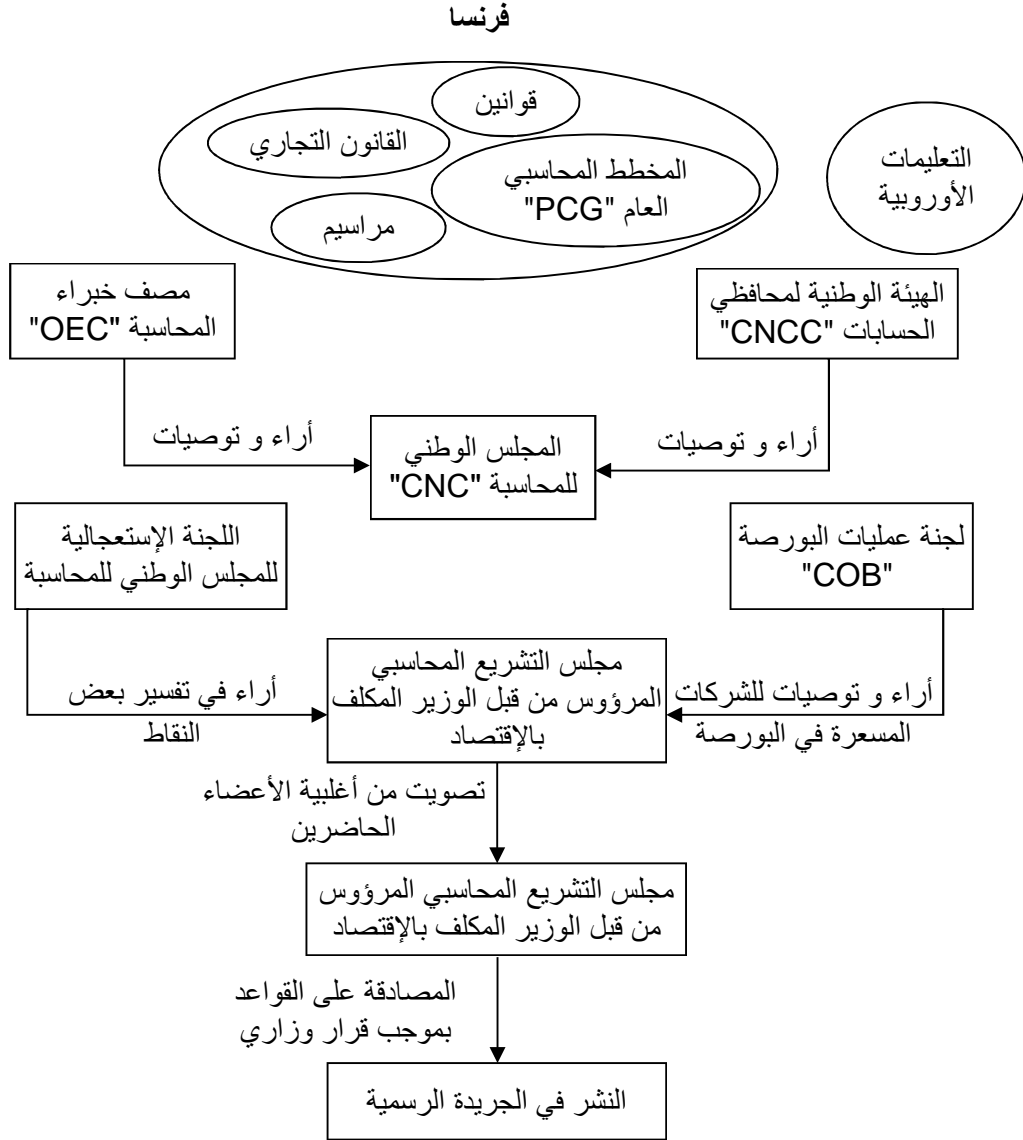 فرنسا
قوانين
القانون التجاري
المخطط المحاسبي
العام "PCG"
مراسيم
التعليمات
الأوروبية
الهيئة الوطنية لمحافظي
الحسابات "CNCC"
مصف خبراء
المحاسبة "OEC"
أراء و توصيات
أراء و توصيات
المجلس الوطني
للمحاسبة "CNC"
لجنة عمليات البورصة
"COB"
اللجنة الإستعجالية
للمجلس الوطني للمحاسبة
أراء و توصيات للشركات
المسعرة في البورصة
مجلس التشريع المحاسبي
المرؤوس من قبل الوزير المكلف
بالإقتصاد
أراء في تفسير بعض
النقاط
تصويت من أغلبية الأعضاء
الحاضرين
مجلس التشريع المحاسبي المرؤوس
من قبل الوزير المكلف بالإقتصاد
المصادقة على القواعد
بموجب قرار وزاري
النشر في الجريدة الرسمية